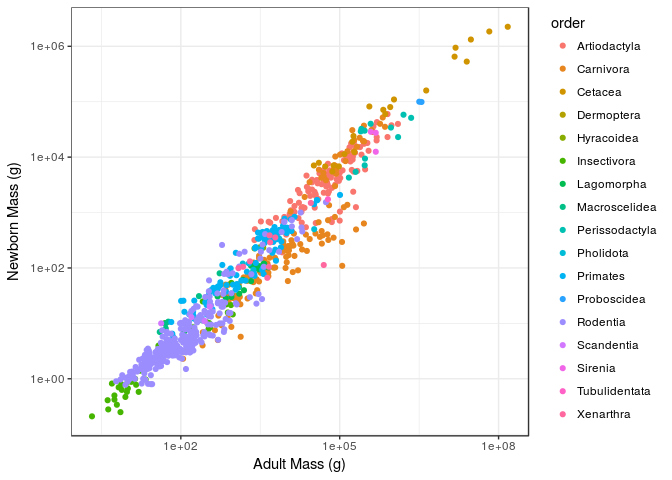 1e+06
1e+04
1e+02
1e+00
Newborn Mass (g)
1e+02 1e+05 1e+08
Adult Mass (g)
order
Artiodactyla
Carnivora
Cetacea
Dermoptera
Hyracoidea
Insectivora
Lagomorpha
Macroscelidea
Perissodactyla
Pholidota
Primates
Proboscidea
Rodentia
Scandentia
Sirenia
Tubulidentata
Xenarthra